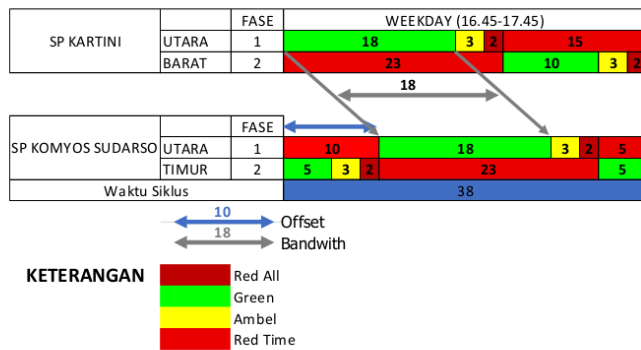 FASE WEEKDAY (16.45-17.45)
SP KARTINI UTARA 1 18 3 2 15
BARAT 2 23 10 3 2
18
FASE
SP KOMYOS SUDARSO UTARA 1 10 18 3 2 5
TIMUR 2 5 3 2 23 5
Waktu Siklus 38
10 Offset
18 Bandwith
KETERANGAN Red All
Green
Ambel
Red Time